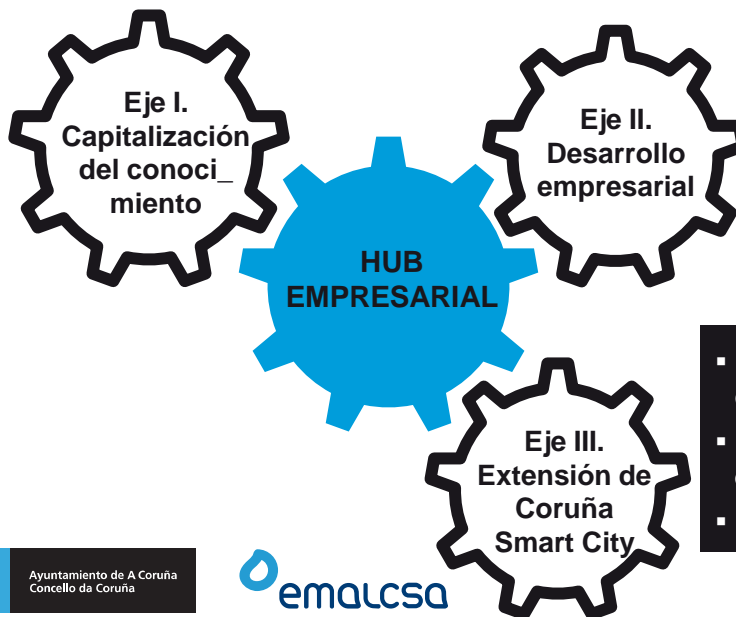 Eje I.
Capitalización
del conoci_
miento
Eje II.
Desarrollo
empresarial
HUB
EMPRESARIAL
Eje III.
Extensión de
Coruña
Smart City
Ayuntamiento de A Coruña
Concello da Coruña
emalcsa